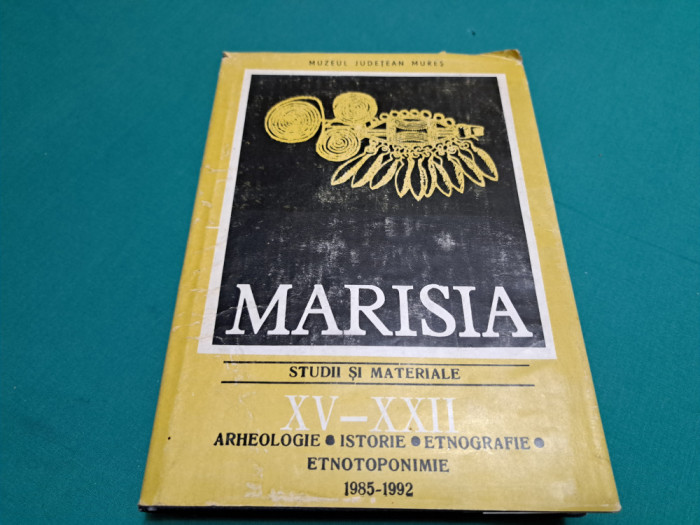 MUZEUL JUDEȚEAN MUREȘ
MARISIA
STUDII ȘI MATERIALE
XV–XXII
ARHEOLOGIE • ISTORIE • ETNOGRAFIE •
ETNOTOPONIMIE
1985-1992